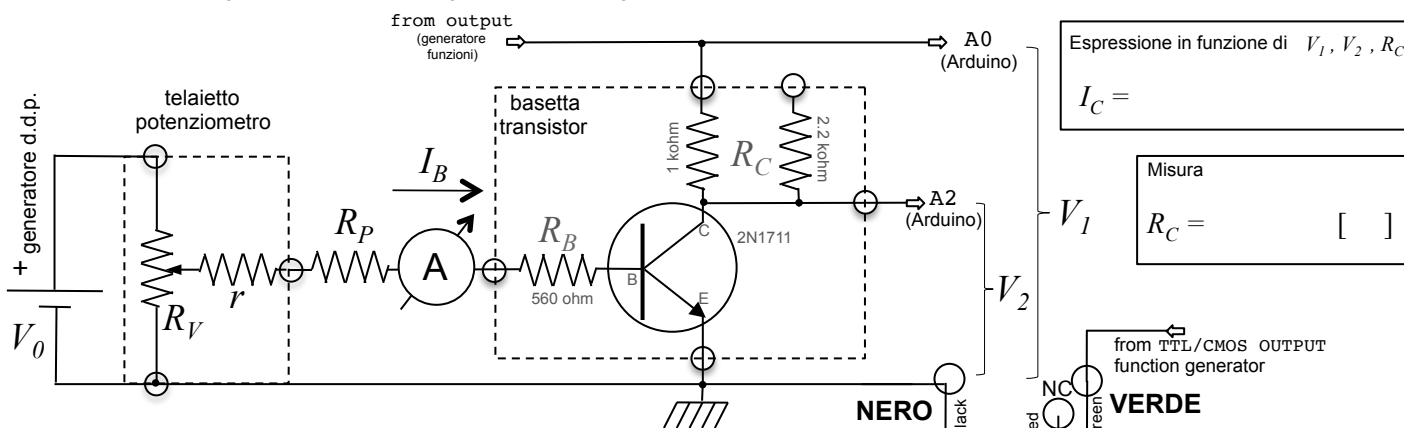 from output
(generatore
funzioni)
A0
(Arduino)
Espressione in funzione di V1 , V2 , RC
IC =
telaietto
potenziometro
basetta
transistor
+ generatore d.d.p.
1 kohm
RC
2.2 kohm
IB
A2
(Arduino)
V1
Misura
RC = [ ]
RP
A
RB
560 ohm
C
B
E
2N1711
V2
r
RV
V0
from TTL/CMOS OUTPUT
function generator
NERO
NC
VERDE